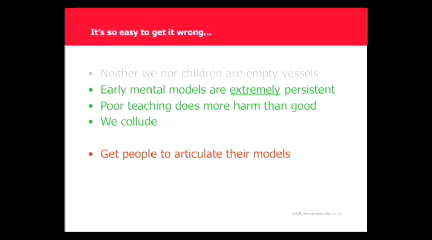 It's so easy to get it wrong...
• Neither we nor children are empty vessels
• Early mental models are extremely persistent
• Poor teaching does more harm than good
• We collude
• Get people to articulate their models